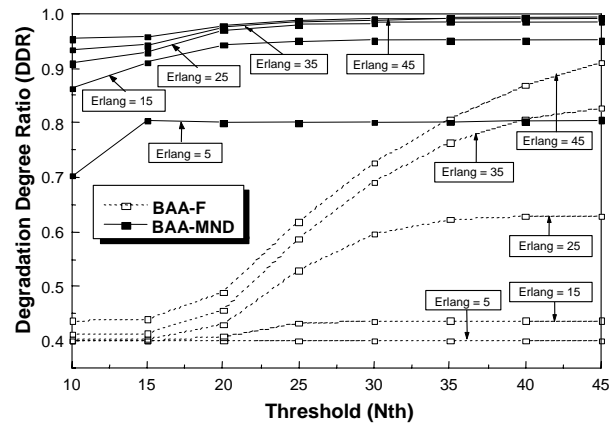 1.0
0.9
0.8
0.7
0.6
0.5
0.4
Degradation Degree Ratio (DDR)
Erlang = 45
Erlang = 35
Erlang = 25
Erlang = 15
Erlang = 5
Erlang = 45
Erlang = 35
BAA-F
BAA-MND
Erlang = 25
Erlang = 15
Erlang = 5
10 15 20 25 30 35 40 45
Threshold (Nth)